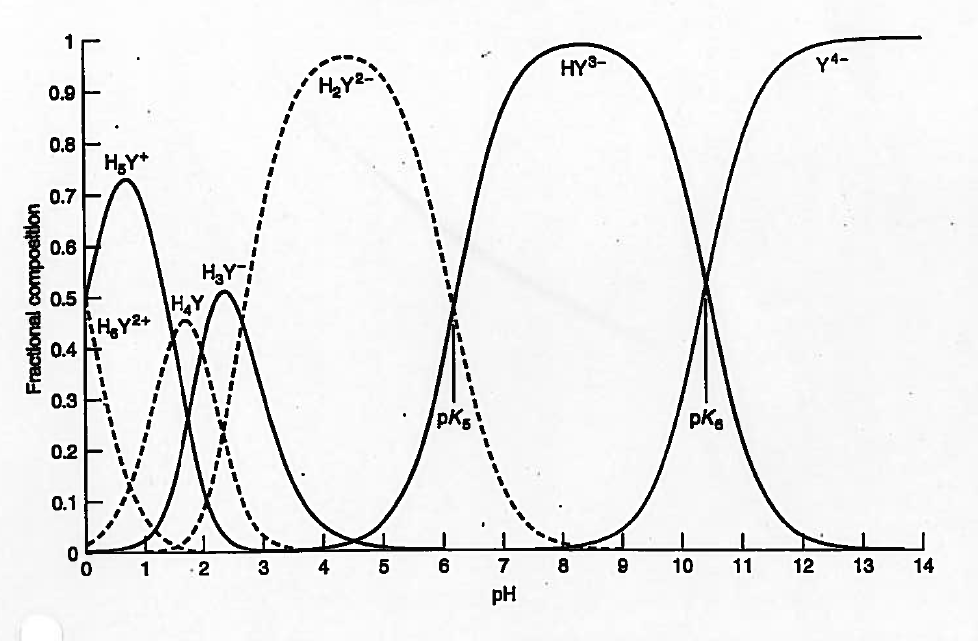 Fractional composition
1
0.9
0.8
0.7
0.6
0.5
0.4
0.3
0.2
0.1
0
H₅Y⁺
H₆Y²⁺
H₄Y
H₃Y⁻
H₂Y²⁻
HY³⁻
Y⁴⁻
pK₅
pK₆
0 1 2 3 4 5 6 7 8 9 10 11 12 13 14
pH